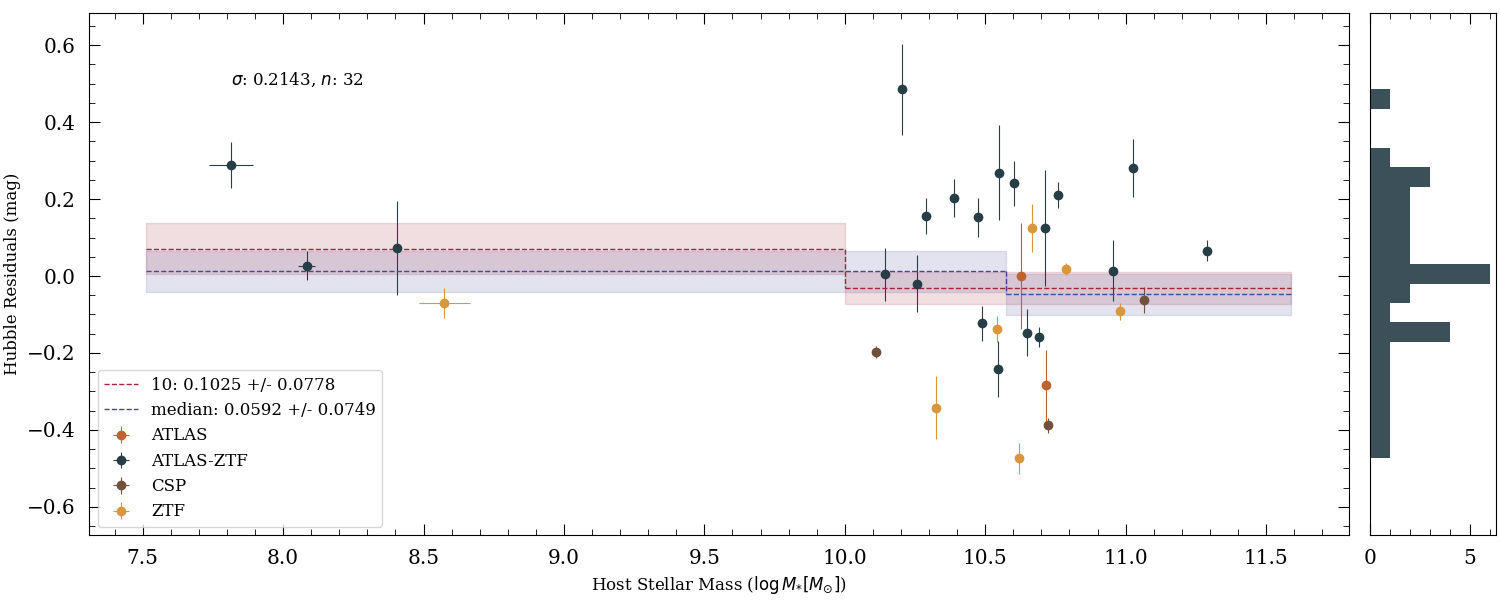 σ: 0.2143, n: 32
Hubble Residuals (mag)
0.6
0.4
0.2
0.0
−0.2
−0.4
−0.6
10: 0.1025 +/- 0.0778
median: 0.0592 +/- 0.0749
ATLAS
ATLAS-ZTF
CSP
ZTF
7.5 8.0 8.5 9.0 9.5 10.0 10.5 11.0 11.5
Host Stellar Mass (log M*[M⊙])
0 5